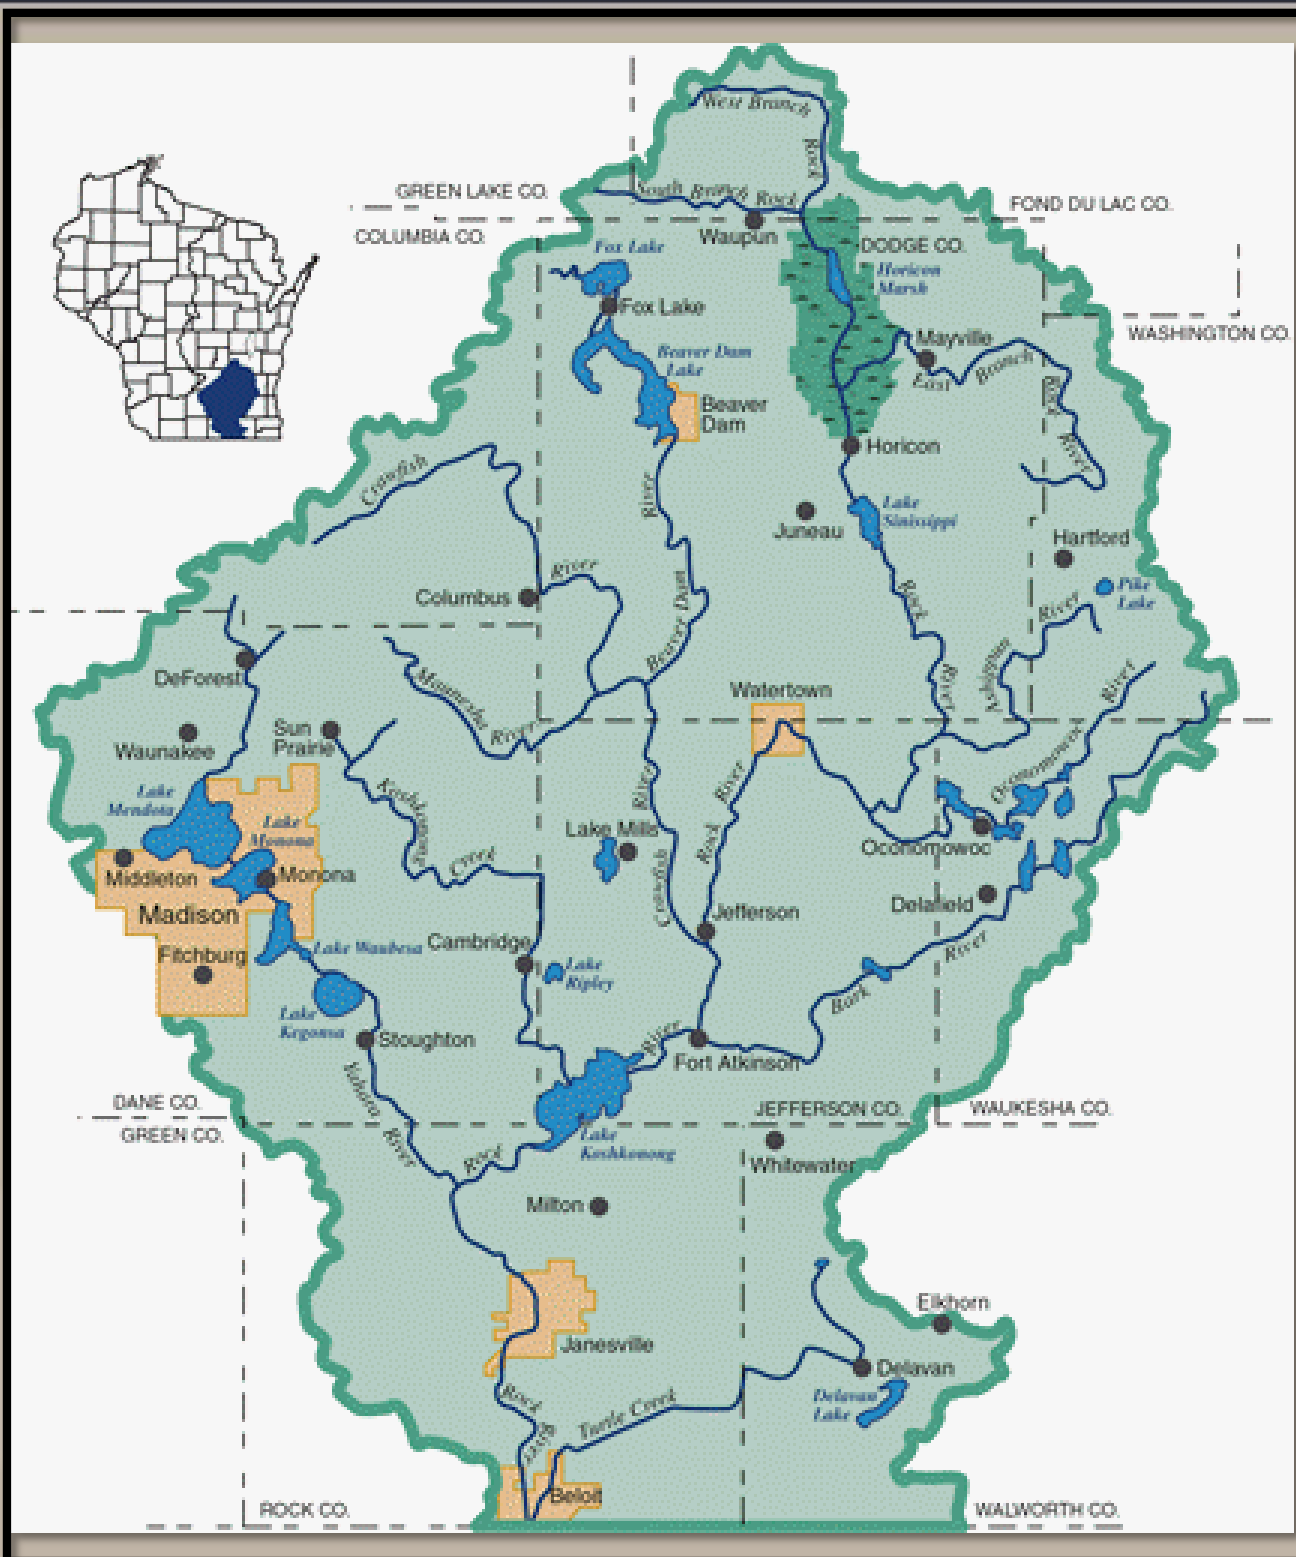 West Branch
Rock
GREEN LAKE CO.
South Branch Rock
FOND DU LAC CO.
COLUMBIA CO.
Waupun
Fox Lake
DODGE CO.
Horicon
Marsh
Fox Lake
WASHINGTON CO.
Mayville
Beaver Dam
Lake
East
Branch
Rock
River
Beaver
Dam
Horicon
Crawfish
River
Lake
Sinissippi
Juneau
Hartford
River
Columbus
Pike
Lake
Rock
River
Beaver Dam
River
Ashippun
DeForest
Maunesha
River
Watertown
River
Sun
Prairie
Waunakee
Oconomowoc
Lake
Mendota
Koshkonong
Creek
Lake
Monona
River
River
Lake Mills
Rock
Oconomowoc
Middleton
Monona
Crawfish
Madison
Jefferson
Delafield
Fitchburg
Lake Waubesa
Cambridge
River
Lake
Ripley
Bark
Lake
Kegonsa
Stoughton
River
Fort Atkinson
Yahara
River
DANE CO.
JEFFERSON CO.
WAUKESHA CO.
GREEN CO.
Lake
Koshkonong
Rock
Whitewater
Milton
Elkhorn
Janesville
Delavan
Delavan
Lake
Rock
River
Turtle Creek
Beloit
ROCK CO.
WALWORTH CO.